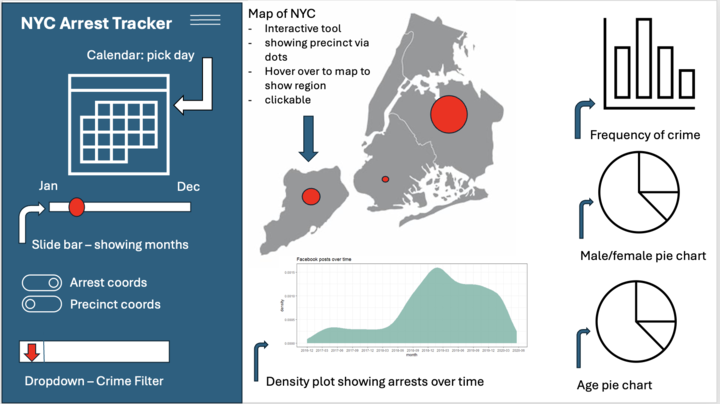 NYC Arrest Tracker
Calendar: pick day
Jan
Dec
Slide bar – showing months
Arrest coords
Precinct coords
Dropdown – Crime Filter
Map of NYC
- Interactive tool
- showing precinct via
dots
- Hover over to map to
show region
- clickable
Facebook posts over time
density
month
Density plot showing arrests over time
Frequency of crime
Male/female pie chart
Age pie chart